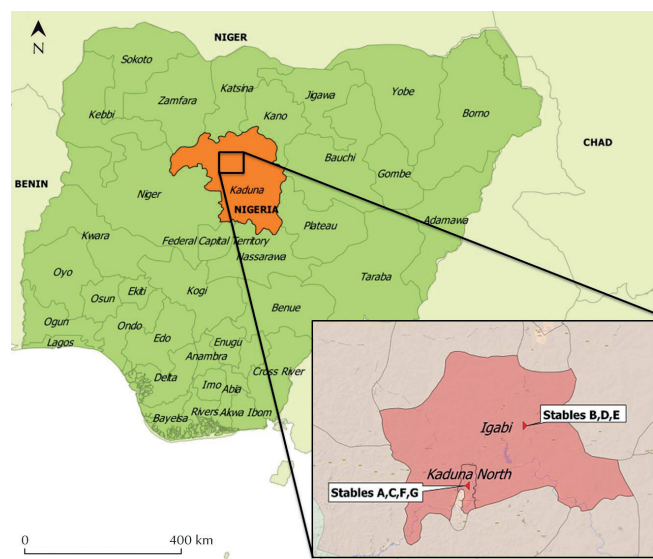 NIGER
N
Sokoto
Katsina
Jigawa
Yobe
Borno
Kebbi
Zamfara
Kano
CHAD
Bauchi
Gombe
BENIN
Niger
Kaduna
NIGERIA
Plateau
Adamawa
Kwara
Federal Capital Territory
Nassarawa
Taraba
Oyo
Kogi
Benue
Osun
Ekiti
Ogun
Ondo
Edo
Enugu
Lagos
Anambra
Cross River
Delta
Imo
Abia
Bayelsa
Rivers
Akwa Ibom
Stables B,D,E
Igabi
Kaduna North
Stables A,C,F,G
0
400 km